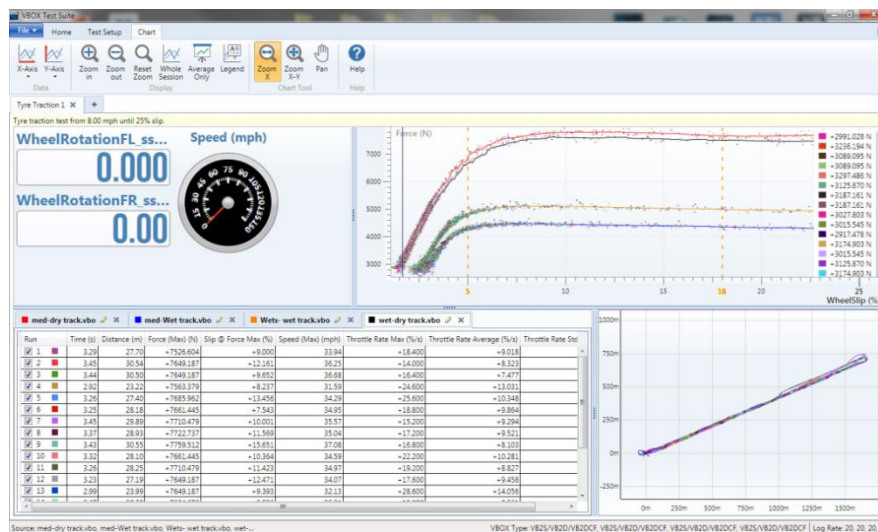 VBOX Test Suite
File Home Test Setup Chart
X-Axis Y-Axis Zoom in Zoom out Reset Zoom Whole Session Average Only Legend Zoom X Zoom X-Y Pan Help
Data Display Chart Tool Help
Tyre Traction 1
Tyre traction test from 8.00 mph until 25% slip.
WheelRotationFL_ss... Speed (mph)
0.000
WheelRotationFR_ss...
0.00
Force (N)
7000
6000
5000
4000
3000
5 10 15 18 20 25
WheelSlip (%
+2991.028 N
+3236.194 N
+3089.095 N
+3089.095 N
+3297.486 N
+3125.870 N
+3187.161 N
+3187.161 N
+3027.803 N
+3015.545 N
+2917.478 N
+3174.903 N
+3015.545 N
+3125.870 N
+3174.903 N
med-dry track.vbo med-Wet track.vbo Wets- wet track.vbo wet-dry track.vbo
Run Time (s) Distance (m) Force (Max) (N) Slip @ Force Max (%) Speed (Max) (mph) Throttle Rate Max (%/s) Throttle Rate Average (%/s) Throttle Rate Std
1 3.29 27.70 +7526.604 +9.000 33.94 +18.400 +9.018
2 3.45 30.54 +7649.187 +12.161 36.25 +14.000 +8.323
3 3.44 30.50 +7649.187 +9.652 36.68 +16.400 +7.477
4 2.92 23.22 +7563.379 +8.237 31.59 +24.600 +13.031
5 3.26 27.40 +7685.962 +13.456 34.29 +25.600 +10.348
6 3.25 28.18 +7661.445 +7.543 34.95 +18.800 +9.864
7 3.45 29.89 +7710.479 +10.001 35.57 +15.200 +9.294
8 3.37 28.93 +7722.737 +11.569 35.04 +17.200 +9.521
9 3.43 30.55 +7759.512 +15.651 37.08 +16.800 +8.103
10 3.32 28.10 +7661.445 +10.364 34.59 +22.200 +10.281
11 3.26 28.25 +7710.479 +11.423 34.97 +19.200 +8.827
12 3.23 27.19 +7649.187 +12.471 34.07 +17.600 +9.458
13 2.99 23.99 +7649.187 +9.393 32.13 +28.600 +14.056
1000m
750m
500m
250m
0m
-250m
0m 250m 500m 750m 1000m 1250m 1500m
Source: med-dry track.vbo, med-Wet track.vbo, Wets- wet track.vbo, wet-...
VBOX Type: VB2S/VB2D/VB2DCF, VB2S/VB2D/VB2DCF, VB2S/VB2D/VB2DCF, VB2S/VB2D/VB2DCF Log Rate: 20, 20, 20,